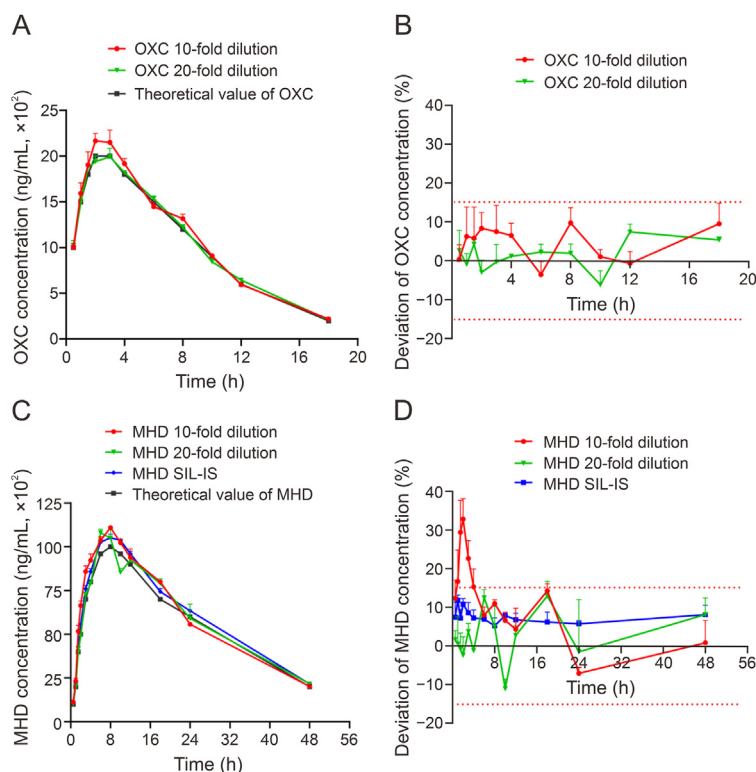 A
OXC 10-fold dilution
OXC 20-fold dilution
Theoretical value of OXC
OXC concentration (ng/mL, ×10²)
25
20
15
10
5
0
0 4 8 12 16 20
Time (h)
B
OXC 10-fold dilution
OXC 20-fold dilution
Deviation of OXC concentration (%)
40
30
20
10
0
−10
−20
4 8 12 16 20
Time (h)
C
MHD 10-fold dilution
MHD 20-fold dilution
MHD SIL-IS
Theoretical value of MHD
MHD concentration (ng/mL, ×10²)
125
100
75
80
25
0
0 8 16 24 32 40 48 56
Time (h)
D
MHD 10-fold dilution
MHD 20-fold dilution
MHD SIL-IS
Deviation of MHD concentration (%)
40
30
20
10
0
−10
−20
8 16 24 32 40 48 56
Time (h)